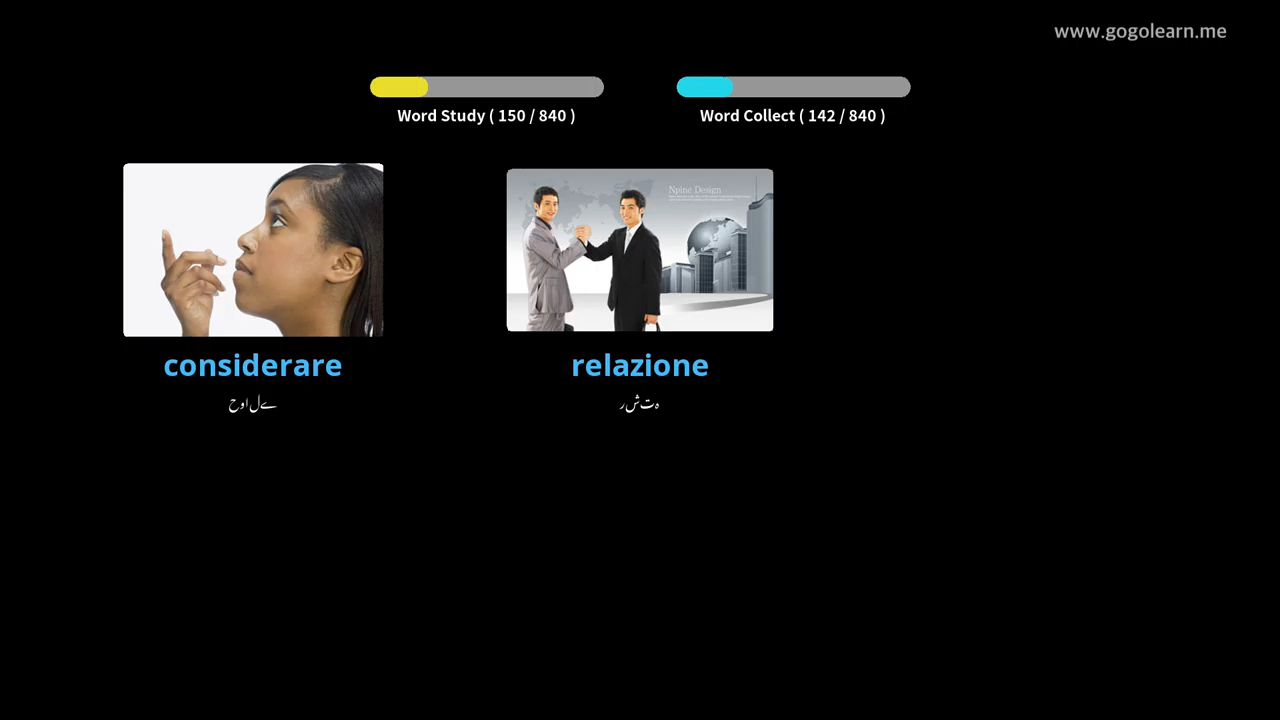 www.gogolearn.me
Word Study ( 150 / 840 )
Word Collect ( 142 / 840 )
Npine Design
considerare
relazione
حوالے
رشتہ